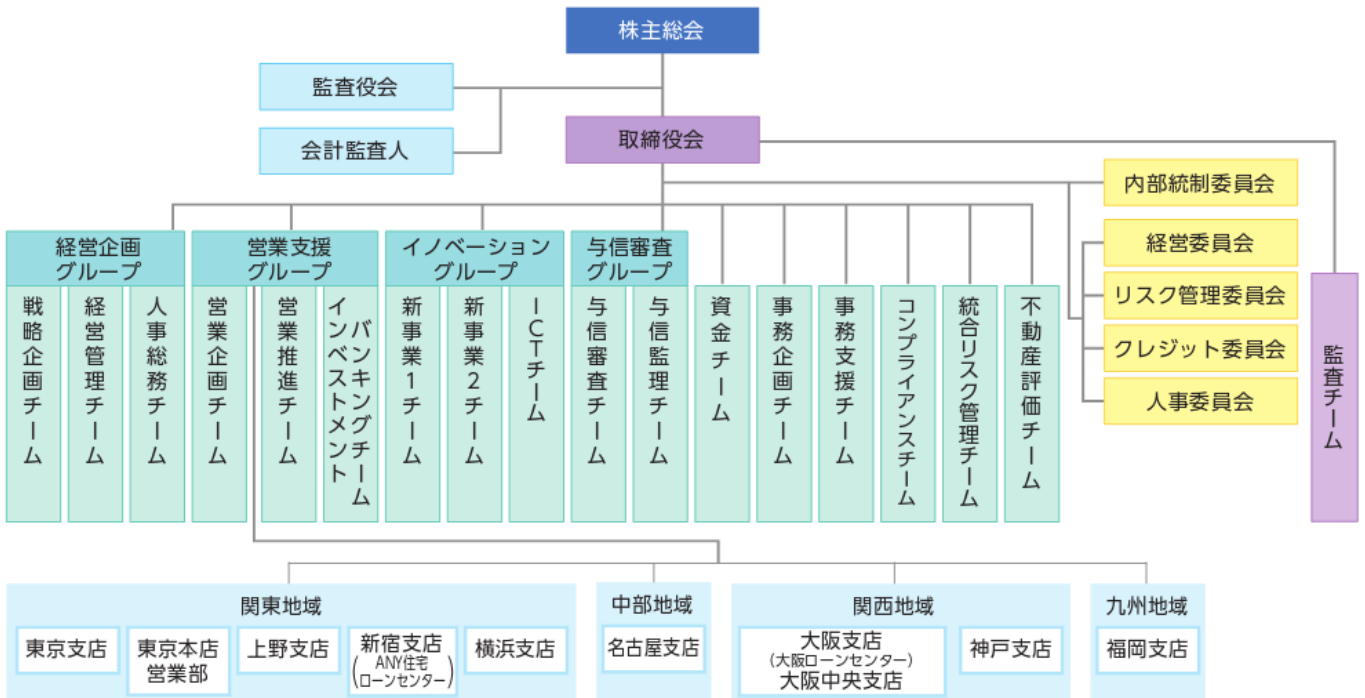 株主総会
監査役会
会計監査人
取締役会
内部統制委員会
経営委員会
リスク管理委員会
クレジット委員会
人事委員会
監査チーム
経営企画
グループ
戦略企画チーム
経営管理チーム
人事総務チーム
営業支援
グループ
営業企画チーム
営業推進チーム
インベストメント
バンキングチーム
イノベーション
グループ
新事業1チーム
新事業2チーム
ICTチーム
与信審査
グループ
与信審査チーム
与信監理チーム
資金チーム
事務企画チーム
事務支援チーム
コンプライアンスチーム
統合リスク管理チーム
不動産評価チーム
関東地域
東京支店
東京本店
営業部
上野支店
新宿支店
(ANY住宅
ローンセンター)
横浜支店
中部地域
名古屋支店
関西地域
大阪支店
(大阪ローンセンター)
大阪中央支店
神戸支店
九州地域
福岡支店